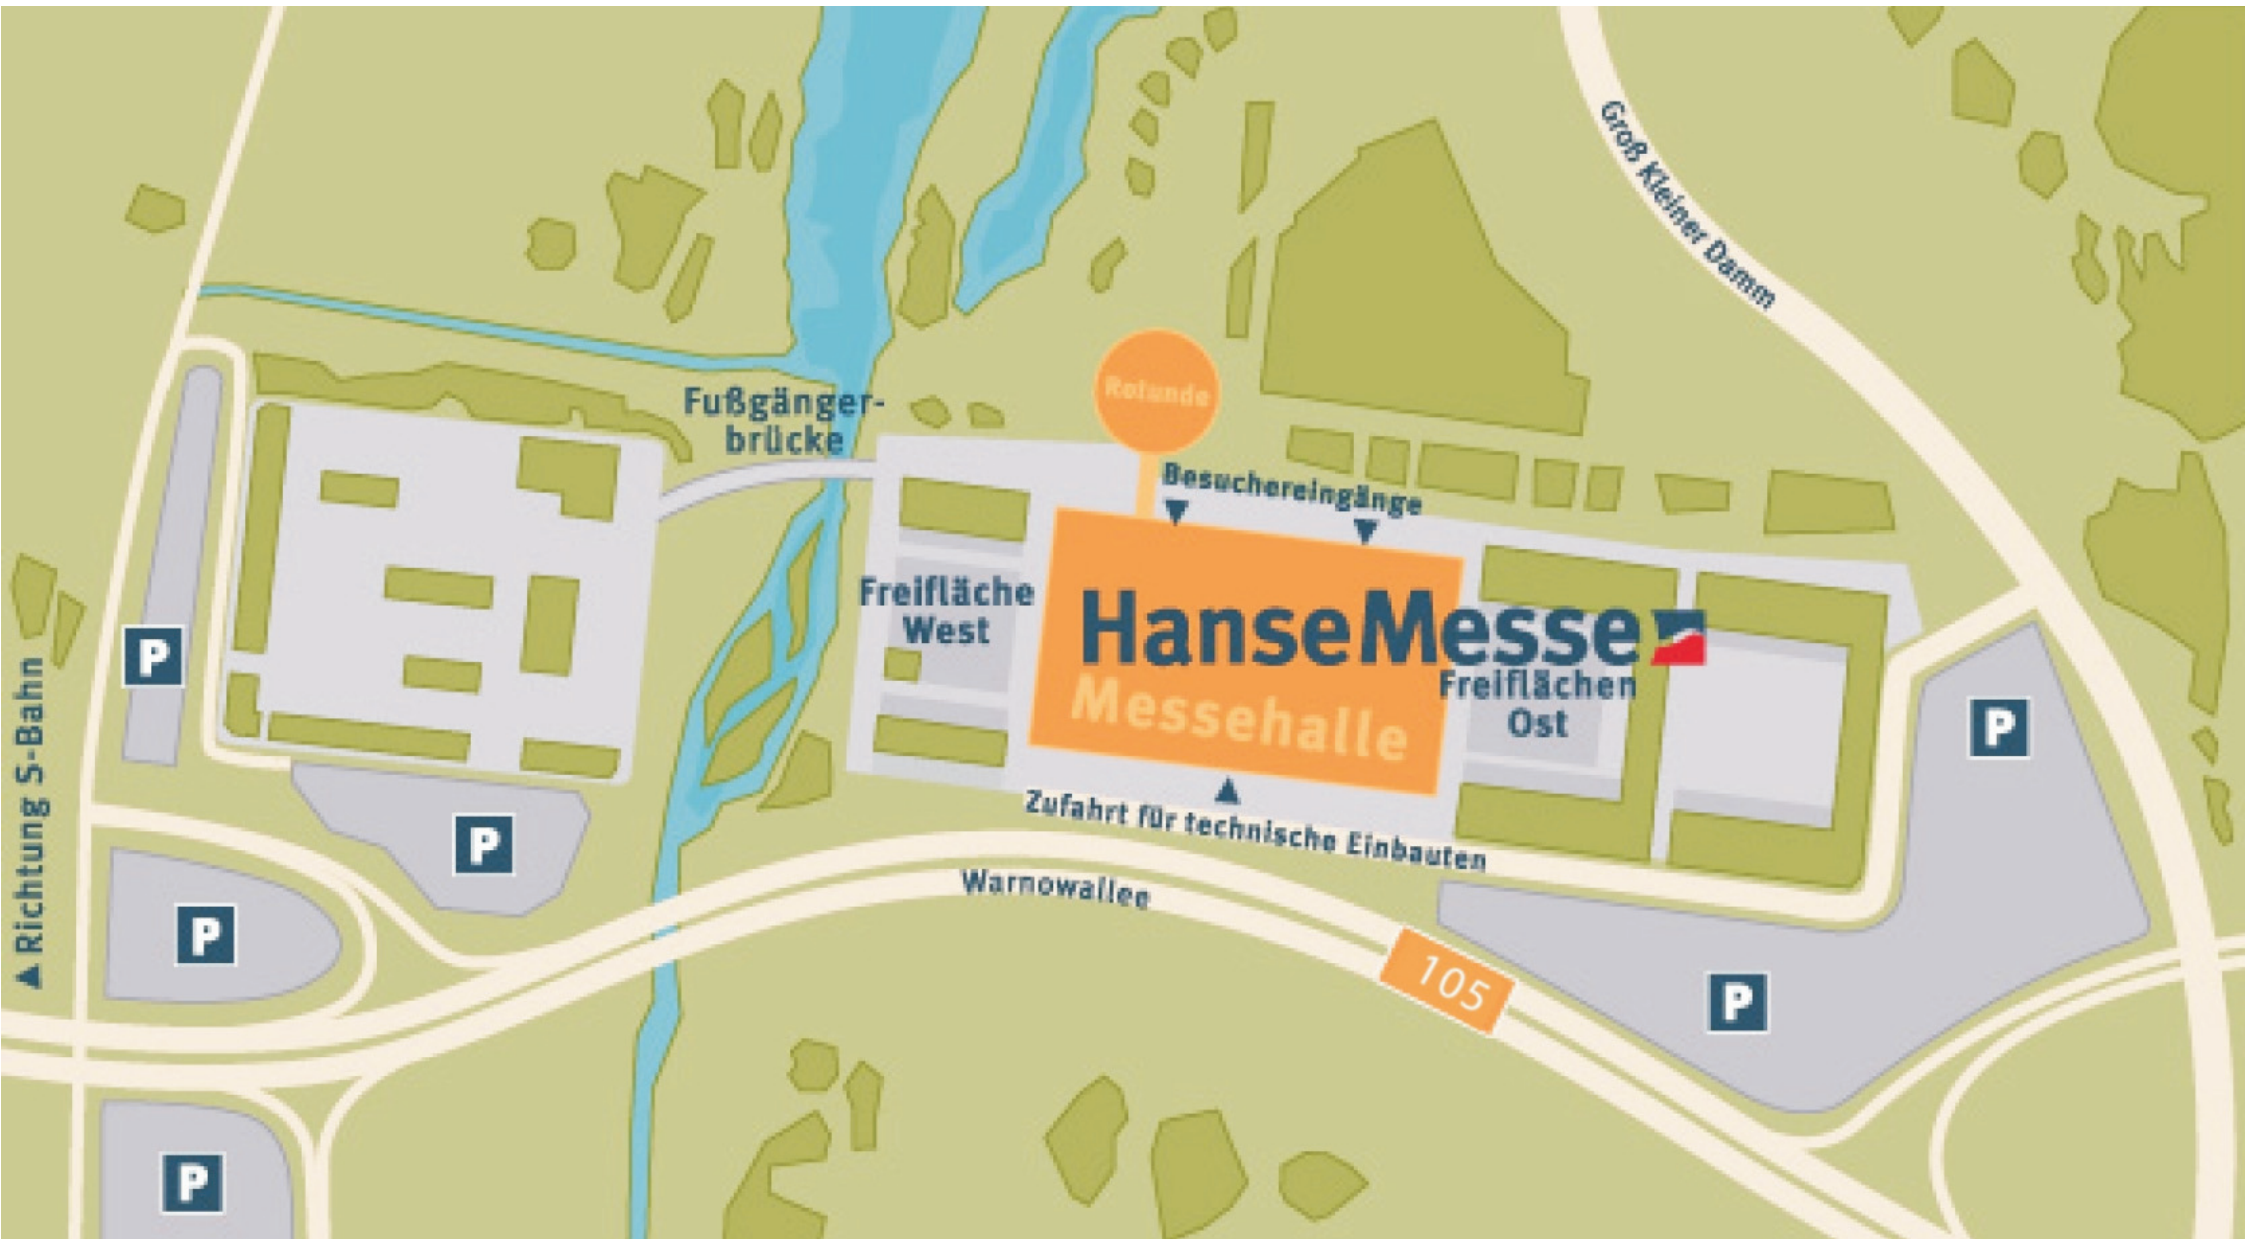 Groß Kleiner Damm
Rotunde
Fußgänger-
brücke
Besuchereingänge
Freifläche
West
HanseMesse
Messehalle
Freiflächen
Ost
P
P
Zufahrt für technische Einbauten
P
Warnowallee
P
105
P
P
Richtung S-Bahn